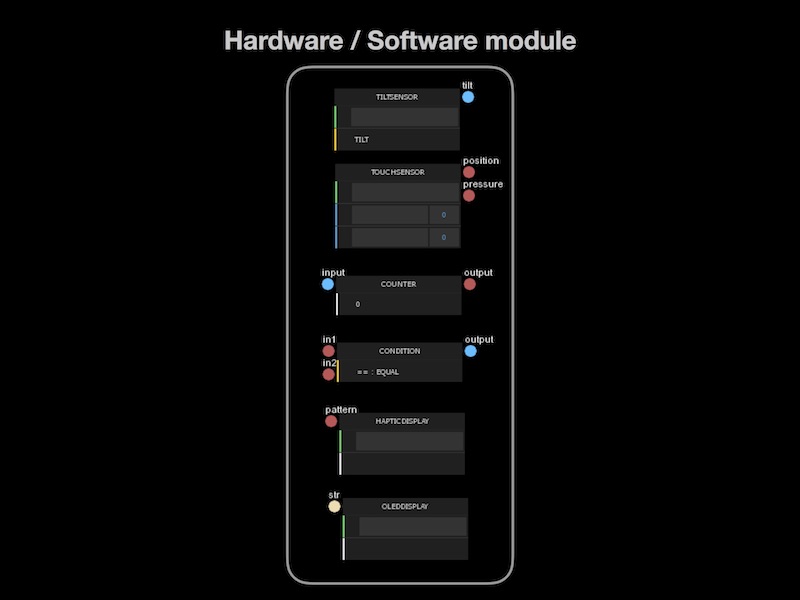 Hardware / Software module
tilt
TILTSENSOR
TILT
position
TOUCHSENSOR
pressure
0
0
input
output
COUNTER
0
in1
output
CONDITION
in2
== : EQUAL
pattern
HAPTICDISPLAY
str
OLEDDISPLAY